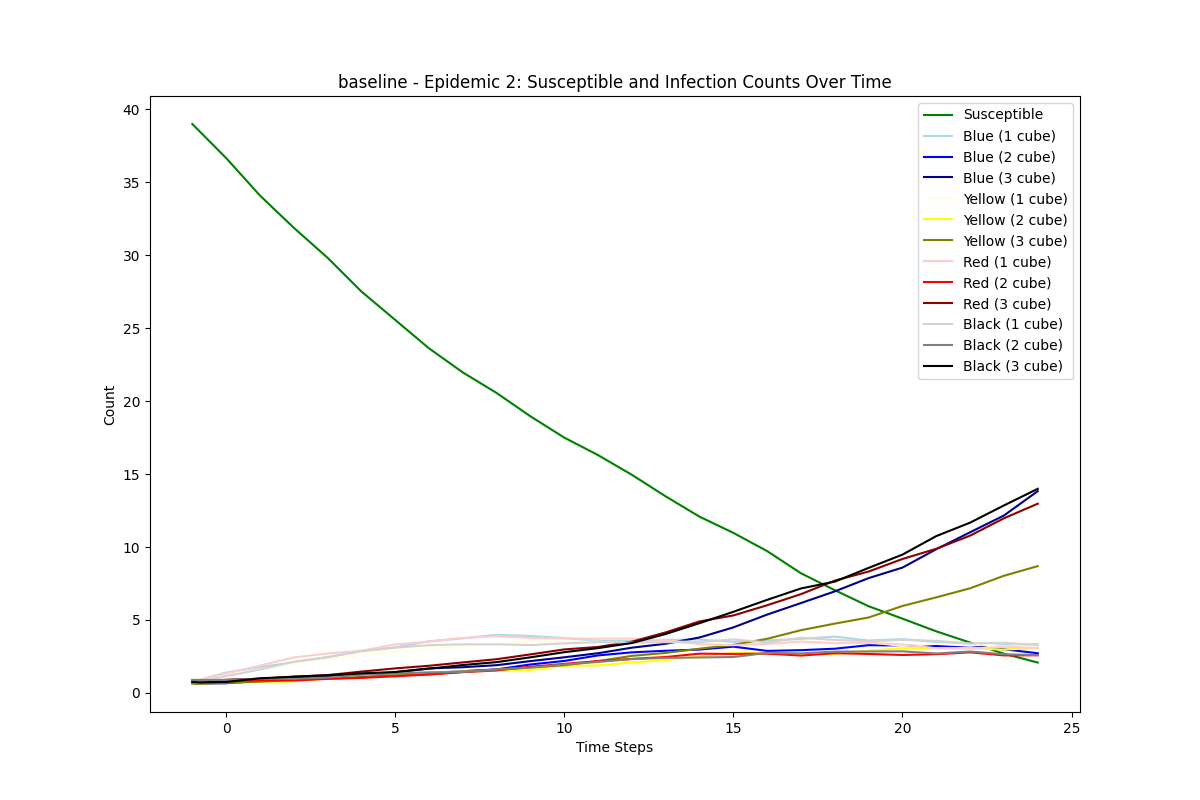 baseline - Epidemic 2: Susceptible and Infection Counts Over Time
40
35
30
25
20
15
10
5
0
Count
Susceptible
Blue (1 cube)
Blue (2 cube)
Blue (3 cube)
Yellow (1 cube)
Yellow (2 cube)
Yellow (3 cube)
Red (1 cube)
Red (2 cube)
Red (3 cube)
Black (1 cube)
Black (2 cube)
Black (3 cube)
0 5 10 15 20 25
Time Steps